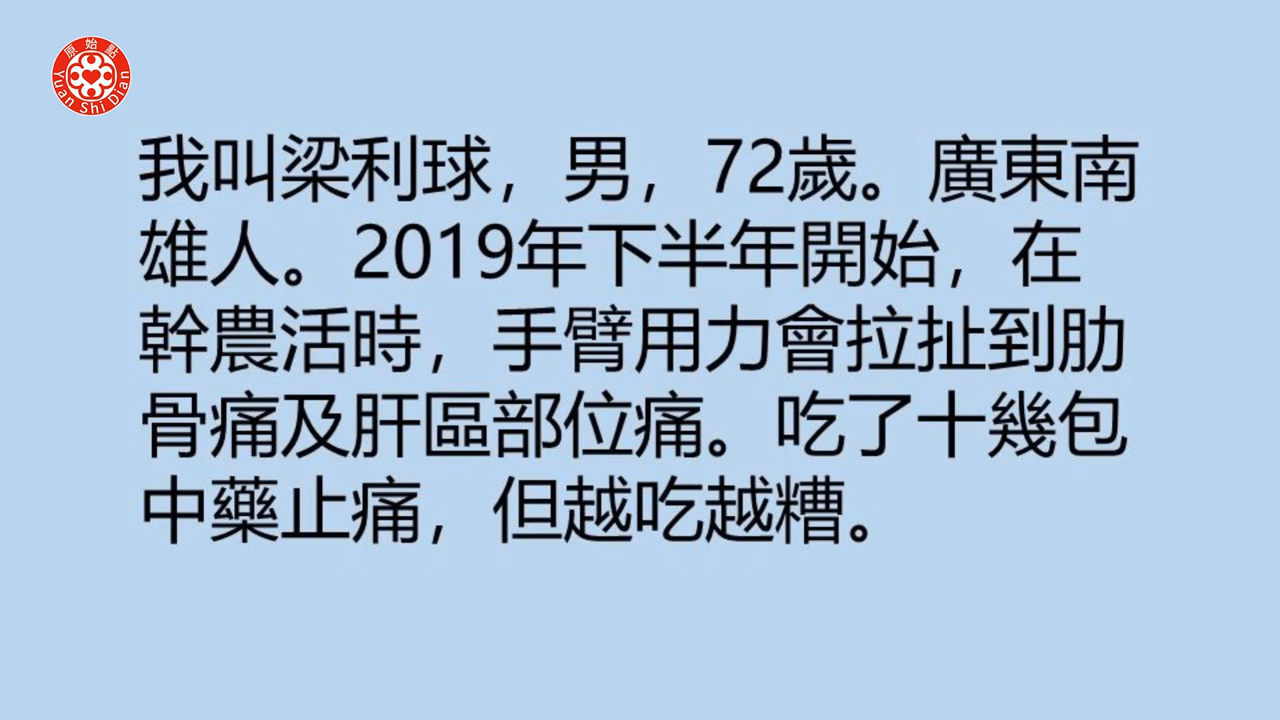 原始點
Yuan Shi Dian
我叫梁利球，男，72歲。廣東南
雄人。2019年下半年開始，在
幹農活時，手臂用力會拉扯到肋
骨痛及肝區部位痛。吃了十幾包
中藥止痛，但越吃越糟。